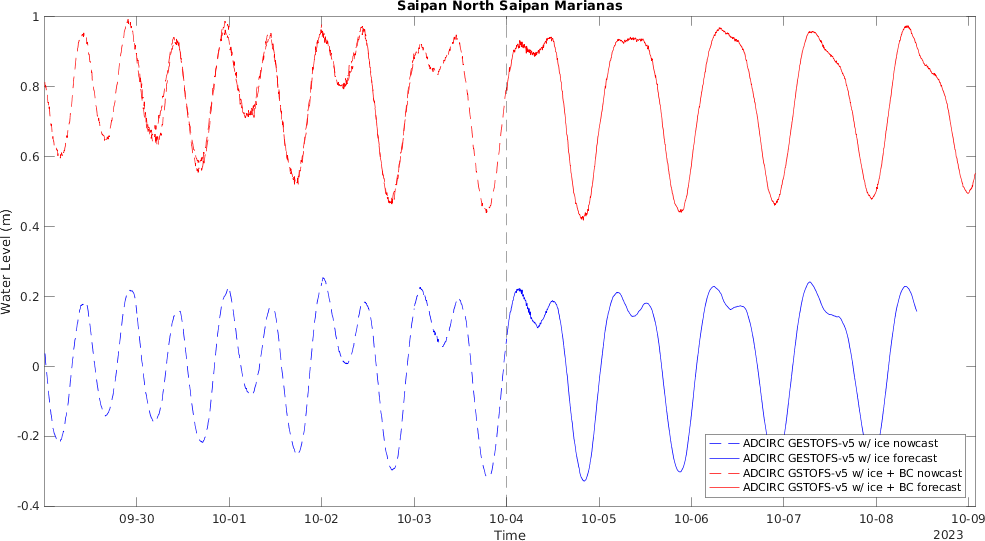 Saipan North Saipan Marianas
Water Level (m)
1
0.8
0.6
0.4
0.2
0
-0.2
-0.4
ADCIRC GESTOFS-v5 w/ ice nowcast
ADCIRC GESTOFS-v5 w/ ice forecast
ADCIRC GSTOFS-v5 w/ ice + BC nowcast
ADCIRC GSTOFS-v5 w/ ice + BC forecast
09-30 10-01 10-02 10-03 10-04 10-05 10-06 10-07 10-08 10-09
Time
2023